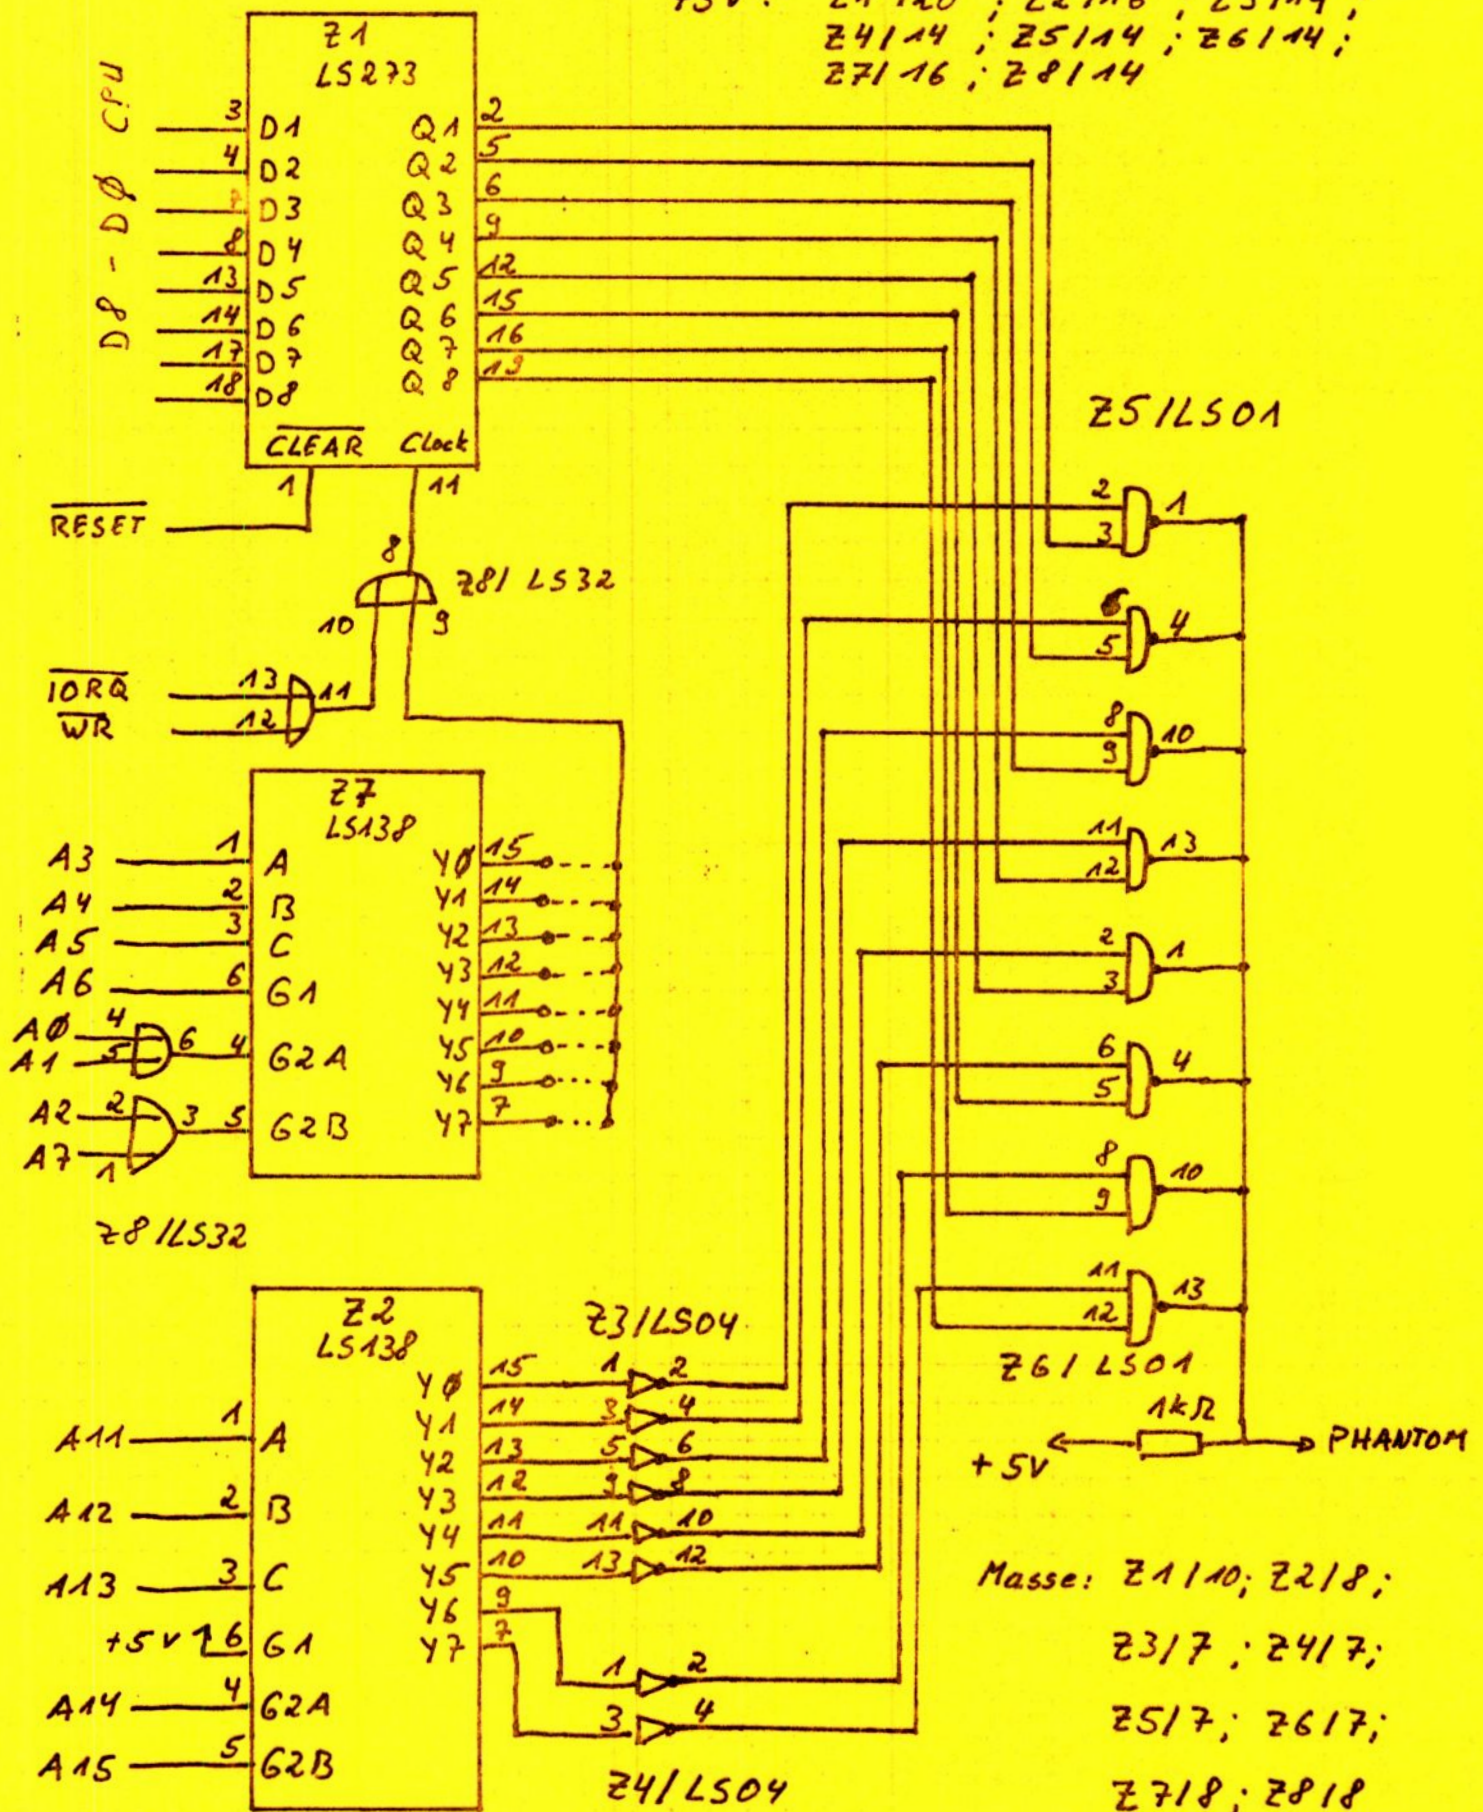 +5V: Z1/20 ; Z2/16 ; Z3/14 ;
Z4/14 ; Z5/14 ; Z6/14 ;
Z7/16 ; Z8/14
Z1
LS273
D8 - DØ CPU
3 D1 Q1 2
4 D2 Q2 5
D3 Q3 6
8 D4 Q4 9
13 D5 Q5 12
14 D6 Q6 15
17 D7 Q7 16
18 D8 Q8 19
CLEAR Clock
1 11
RESET
8
Z8/LS32
10 9
IORQ 13 11
WR 12
Z7
LS138
A3 1 A YØ 15
A4 2 B Y1 14
A5 3 C Y2 13
A6 6 G1 Y3 12
Y4 11
AØ 4 6 4 G2A Y5 10
A1 5
Y6 9
A2 2 3 5 G2B Y7 7
A7 1
Z8/LS32
Z5/LS01
2 1
3
4
5
8 10
9
11 13
12
2 1
3
6 4
5
8 10
9
11 13
12
Z6/LS01
1kΩ
+5V PHANTOM
Z2
LS138
Z3/LS04
YØ 15 1 2
A11 1 A Y1 14 3 4
Y2 13 5 6
A12 2 B Y3 12 9 8
Y4 11 11 10
A13 3 C Y5 10 13 12
+5V 6 G1 Y6 9 1 2
Y7 7 3 4
A14 4 G2A
A15 5 G2B
Z4/LS04
Masse: Z1/10; Z2/8;
Z3/7 ; Z4/7;
Z5/7; Z6/7;
Z7/8; Z8/8